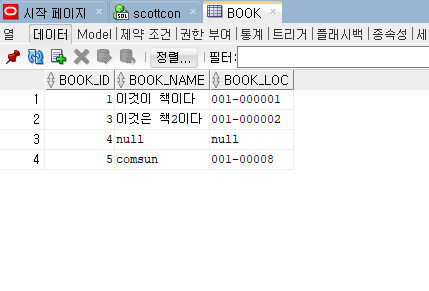 시작 페이지 × scottcon × BOOK ×
열 데이터 Model 제약 조건 권한 부여 통계 트리거 플래시백 종속성 세
정렬... 필터:
BOOK_ID BOOK_NAME BOOK_LOC
1 1 이것이 책이다 001-000001
2 3 이것은 책2이다 001-000002
3 4 null null
4 5 comsun 001-00008